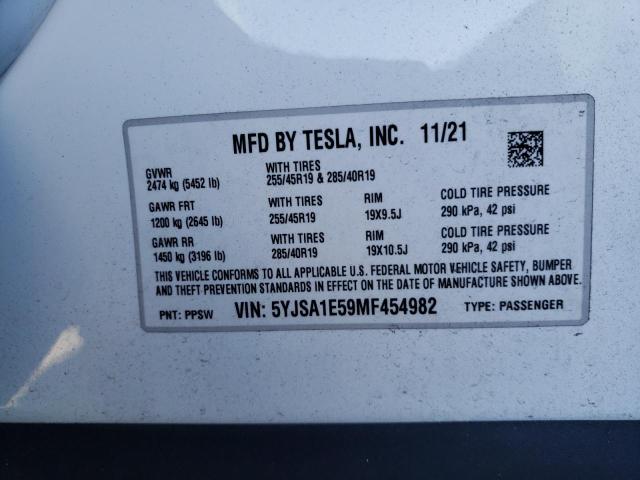 MFD BY TESLA, INC. 11/21
GVWR
2474 kg (5452 lb)
WITH TIRES
255/45R19 & 285/40R19
GAWR FRT
1200 kg (2645 lb)
WITH TIRES
255/45R19
RIM
19X9.5J
COLD TIRE PRESSURE
290 kPa, 42 psi
GAWR RR
1450 kg (3196 lb)
WITH TIRES
285/40R19
RIM
19X10.5J
COLD TIRE PRESSURE
290 kPa, 42 psi
THIS VEHICLE CONFORMS TO ALL APPLICABLE U.S. FEDERAL MOTOR VEHICLE SAFETY, BUMPER
AND THEFT PREVENTION STANDARDS IN EFFECT ON THE DATE OF MANUFACTURE SHOWN ABOVE.
PNT: PPSW VIN: 5YJSA1E59MF454982 TYPE: PASSENGER